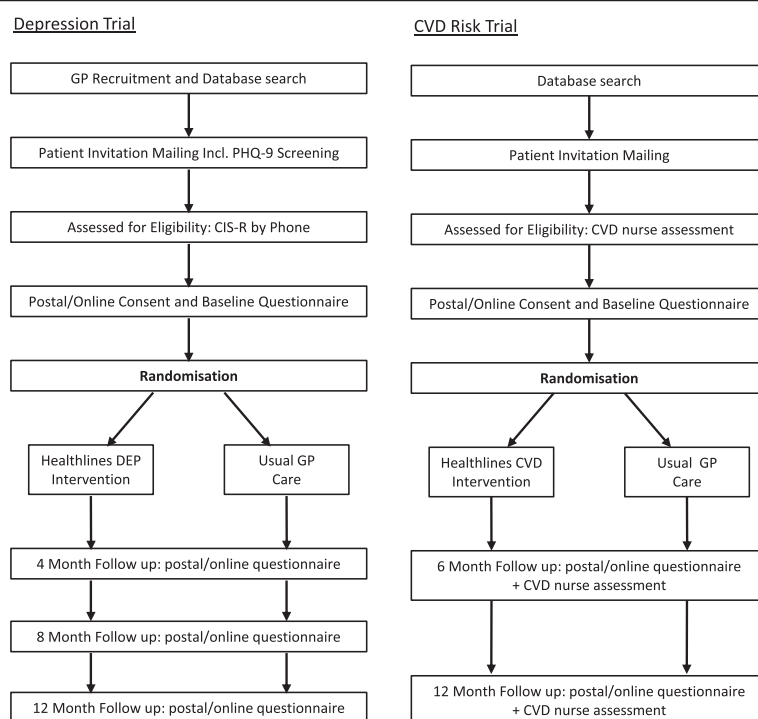 Depression Trial
GP Recruitment and Database search
Patient Invitation Mailing Incl. PHQ-9 Screening
Assessed for Eligibility: CIS-R by Phone
Postal/Online Consent and Baseline Questionnaire
Randomisation
Healthlines DEP
Intervention
Usual GP
Care
4 Month Follow up: postal/online questionnaire
8 Month Follow up: postal/online questionnaire
12 Month Follow up: postal/online questionnaire
CVD Risk Trial
Database search
Patient Invitation Mailing
Assessed for Eligibility: CVD nurse assessment
Postal/Online Consent and Baseline Questionnaire
Randomisation
Healthlines CVD
Intervention
Usual GP
Care
6 Month Follow up: postal/online questionnaire
+ CVD nurse assessment
12 Month Follow up: postal/online questionnaire
+ CVD nurse assessment